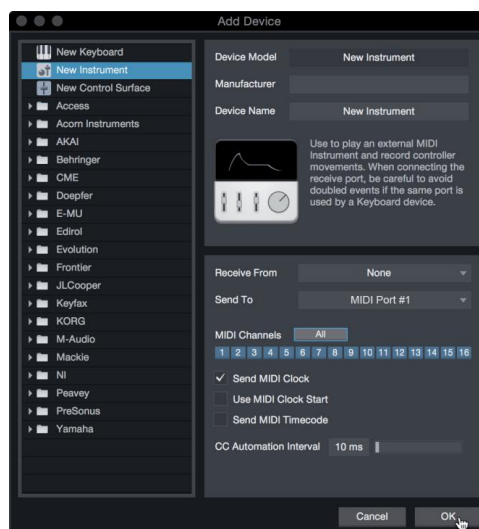 Add Device
New Keyboard
New Instrument
New Control Surface
Access
Acorn Instruments
AKAI
Behringer
CME
Doepfer
E-MU
Edirol
Evolution
Frontier
JLCooper
Keyfax
KORG
M-Audio
Mackie
NI
Peavey
PreSonus
Yamaha
Device Model New Instrument
Manufacturer
Device Name New Instrument
Use to play an external MIDI
Instrument and record controller
movements. When connecting the
receive port, be careful to avoid
doubled events if the same port is
used by a Keyboard device.
Receive From None
Send To MIDI Port #1
MIDI Channels All
1 2 3 4 5 6 7 8 9 10 11 12 13 14 15 16
Send MIDI Clock
Use MIDI Clock Start
Send MIDI Timecode
CC Automation Interval 10 ms
Cancel OK